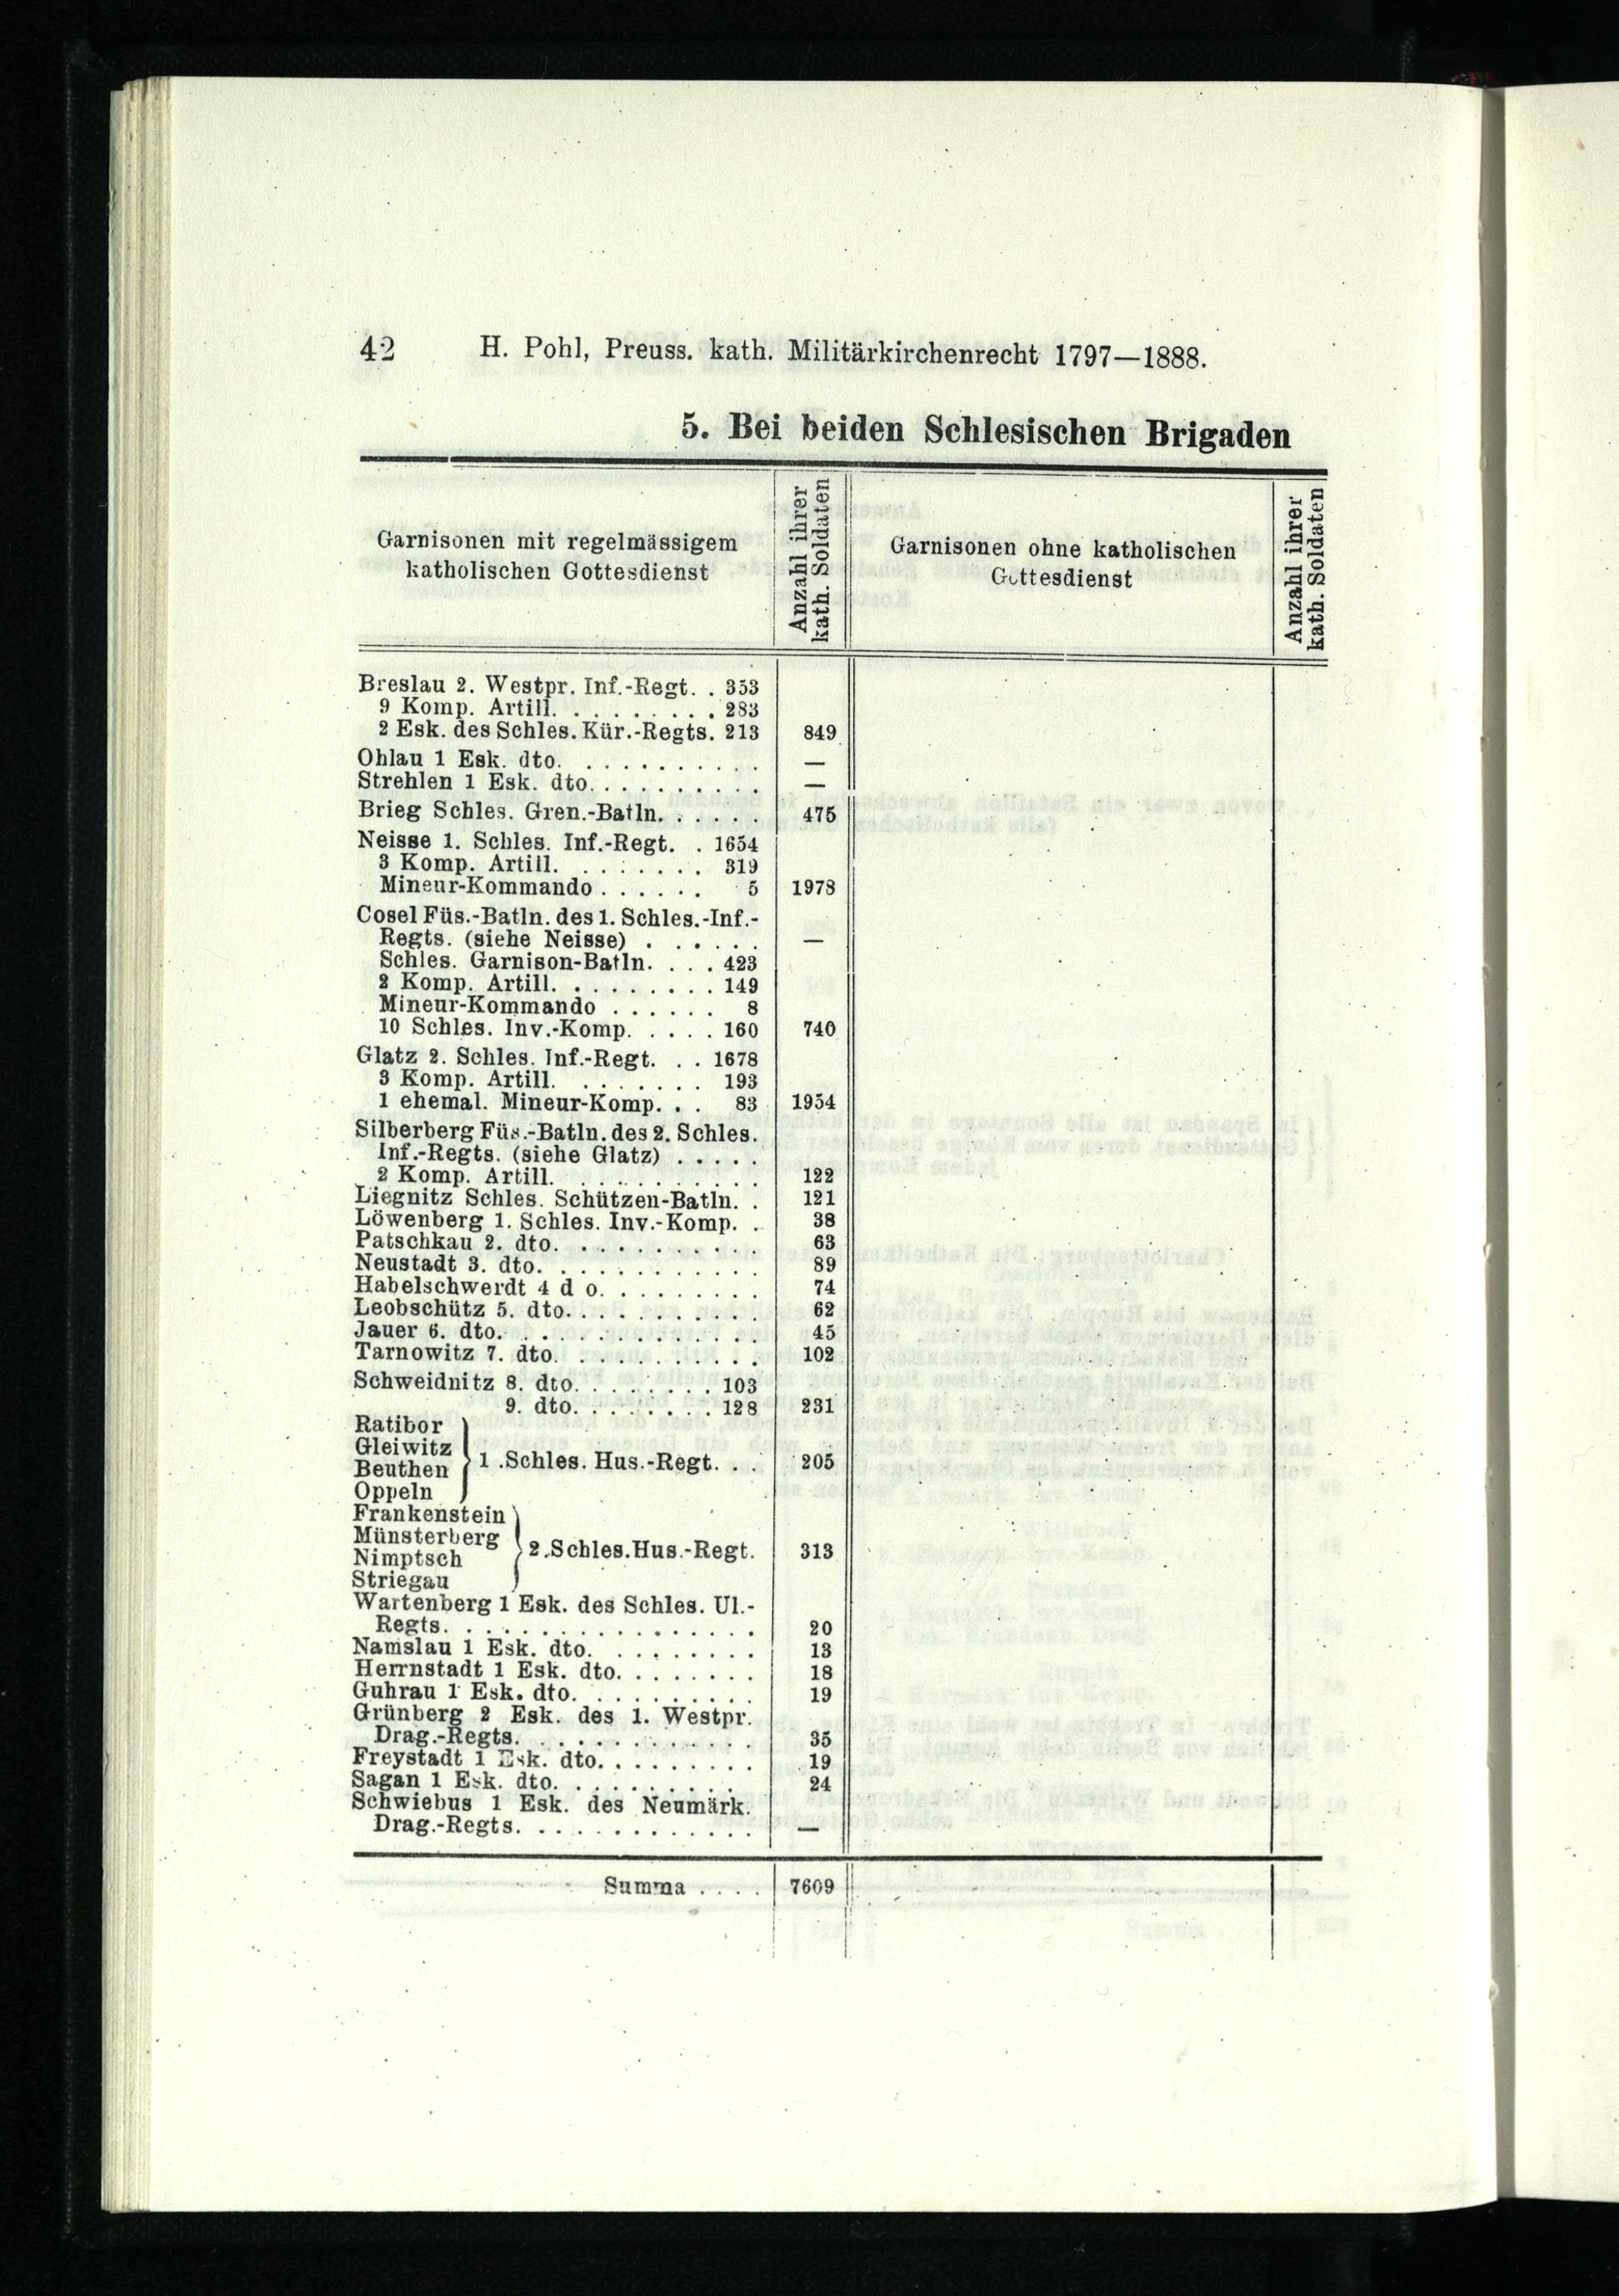 42 H. Pohl, Preuss. kath. Militärkirchenrecht 1797—1888.
5. Bei beiden Schlesischen Brigaden
Garnisonen mit regelmässigem
katholischen Gottesdienst
Anzahl ihrer
kath. Soldaten
Garnisonen ohne katholischen
Gottesdienst
Anzahl ihrer
kath. Soldaten
Breslau 2. Westpr. Inf.-Regt. . 353
9 Komp. Artill. . . . . . . . . 283
2 Esk. des Schles. Kür.-Regts. 213 849
Ohlau 1 Esk. dto. . . . . . . . . . . —
Strehlen 1 Esk. dto. . . . . . . . . . —
Brieg Schles. Gren.-Batln. . . . . . 475
Neisse 1. Schles. Inf.-Regt. . 1654
3 Komp. Artill. . . . . . . . 319
Mineur-Kommando . . . . . . 5 1978
Cosel Füs.-Batln. des 1. Schles.-Inf.-
Regts. (siehe Neisse) . . . . . . —
Schles. Garnison-Batln. . . . 423
2 Komp. Artill. . . . . . . . . 149
Mineur-Kommando . . . . . . 8
10 Schles. Inv.-Komp. . . . . 160 740
Glatz 2. Schles. Inf.-Regt. . . 1678
3 Komp. Artill. . . . . . . . 193
1 ehemal. Mineur-Komp. . . 83 1954
Silberberg Füs.-Batln. des 2. Schles.
Inf.-Regts. (siehe Glatz) . . . . .
2 Komp. Artill. . . . . . . . . . . 122
Liegnitz Schles. Schützen-Batln. . 121
Löwenberg 1. Schles. Inv.-Komp. . 38
Patschkau 2. dto. . . . . . . . . . . 63
Neustadt 3. dto. . . . . . . . . . . . 89
Habelschwerdt 4 d o. . . . . . . . . 74
Leobschütz 5. dto. . . . . . . . . . . 62
Jauer 6. dto. . . . . . . . . . . . . . 45
Tarnowitz 7. dto. . . . . . . . . . . 102
Schweidnitz 8. dto. . . . . . . . 103
9. dto. . . . . . . . 128 231
Ratibor
Gleiwitz
Beuthen
Oppeln
1 .Schles. Hus.-Regt. . . 205
Frankenstein
Münsterberg
Nimptsch
Striegau
2.Schles.Hus.-Regt. 313
Wartenberg 1 Esk. des Schles. Ul.-
Regts. . . . . . . . . . . . . . . . . 20
Namslau 1 Esk. dto. . . . . . . . . 13
Herrnstadt 1 Esk. dto. . . . . . . . 18
Guhrau 1 Esk. dto. . . . . . . . . . 19
Grünberg 2 Esk. des 1. Westpr.
Drag.-Regts. . . . . . . . . . . . . 35
Freystadt 1 Esk. dto. . . . . . . . . 19
Sagan 1 Esk. dto. . . . . . . . . . . 24
Schwiebus 1 Esk. des Neumärk.
Drag.-Regts. . . . . . . . . . . . . —
Summa . . . . 7609